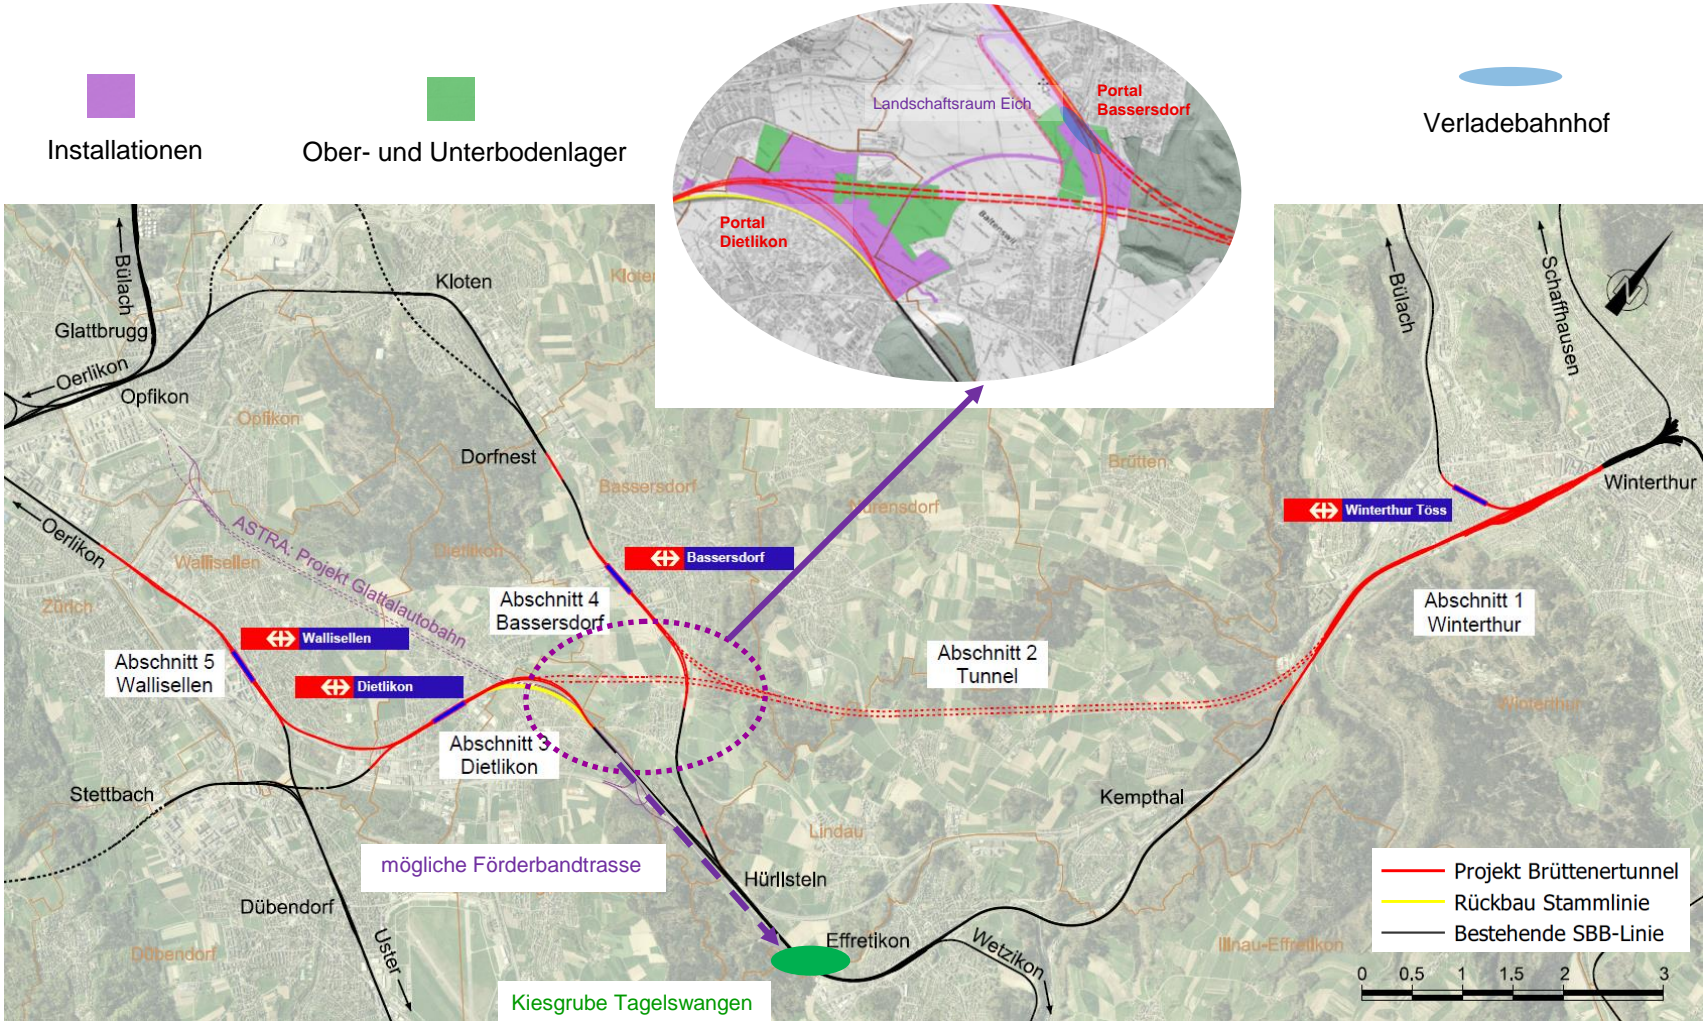 Installationen
Ober- und Unterbodenlager
Verladebahnhof
Landschaftsraum Eich
Portal
Bassersdorf
Portal
Dietlikon
Baltenswil
Bülach
Glattbrugg
Oerlikon
Opfikon
Opfikon
Kloten
Kloten
Dorfnest
Bassersdorf
Nürensdorf
Brütten
Bülach
Schaffhausen
Winterthur
Winterthur Töss
Oerlikon
Wallisellen
Zürich
Dietlikon
ASTRA: Projekt Glattalautobahn
Bassersdorf
Abschnitt 4
Bassersdorf
Wallisellen
Abschnitt 5
Wallisellen
Dietlikon
Abschnitt 3
Dietlikon
Abschnitt 2
Tunnel
Abschnitt 1
Winterthur
Winterthur
Stettbach
Kempthal
Lindau
mögliche Förderbandtrasse
Hürlistein
Dübendorf
Dübendorf
Uster
Effretikon
Wetzikon
Illnau-Effretikon
Kiesgrube Tagelswangen
Projekt Brüttenertunnel
Rückbau Stammlinie
Bestehende SBB-Linie
0 0.5 1 1.5 2 3